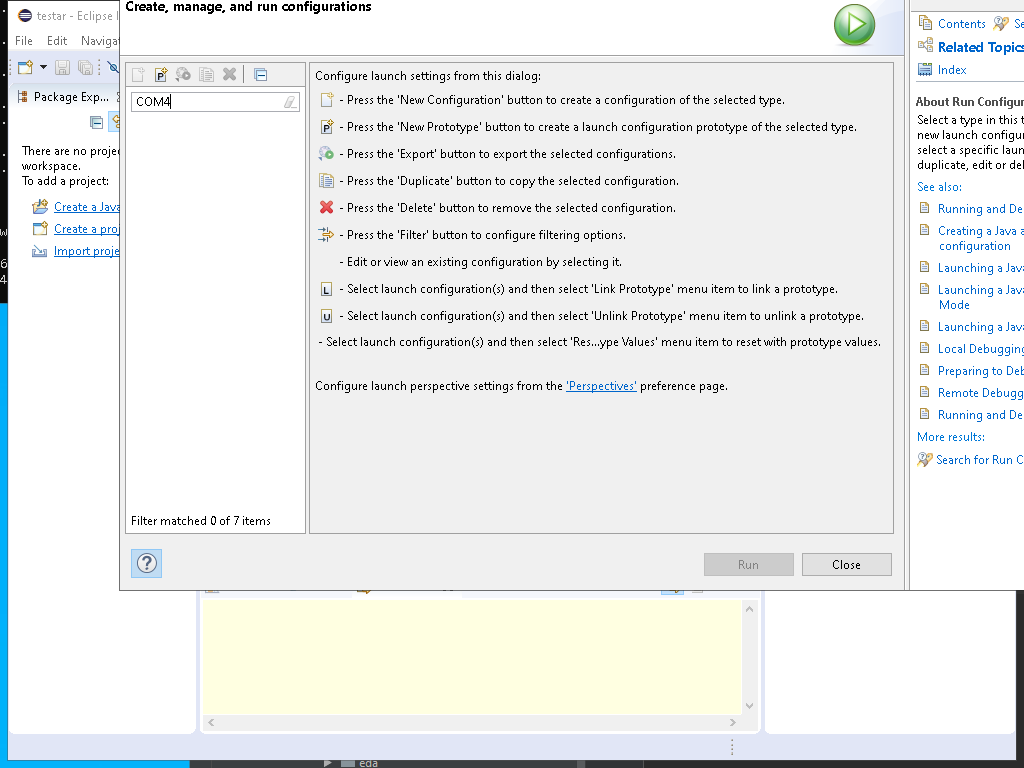 testar - Eclipse I
File Edit Navigat
Package Exp...
There are no proje
workspace.
To add a project:
Create a Java
Create a proj
Import proje
Create, manage, and run configurations
COM4
Filter matched 0 of 7 items
Configure launch settings from this dialog:
- Press the 'New Configuration' button to create a configuration of the selected type.
- Press the 'New Prototype' button to create a launch configuration prototype of the selected type.
- Press the 'Export' button to export the selected configurations.
- Press the 'Duplicate' button to copy the selected configuration.
- Press the 'Delete' button to remove the selected configuration.
- Press the 'Filter' button to configure filtering options.
- Edit or view an existing configuration by selecting it.
L - Select launch configuration(s) and then select 'Link Prototype' menu item to link a prototype.
U - Select launch configuration(s) and then select 'Unlink Prototype' menu item to unlink a prototype.
- Select launch configuration(s) and then select 'Res...ype Values' menu item to reset with prototype values.
Configure launch perspective settings from the 'Perspectives' preference page.
Run Close
Contents Se
Related Topics
Index
About Run Configur
Select a type in this t
new launch configu
select a specific laun
duplicate, edit or del
See also:
Running and De
Creating a Java a
configuration
Launching a Java
Launching a Java
Mode
Launching a Java
Local Debugging
Preparing to Deb
Remote Debugg
Running and De
More results:
Search for Run C
eda